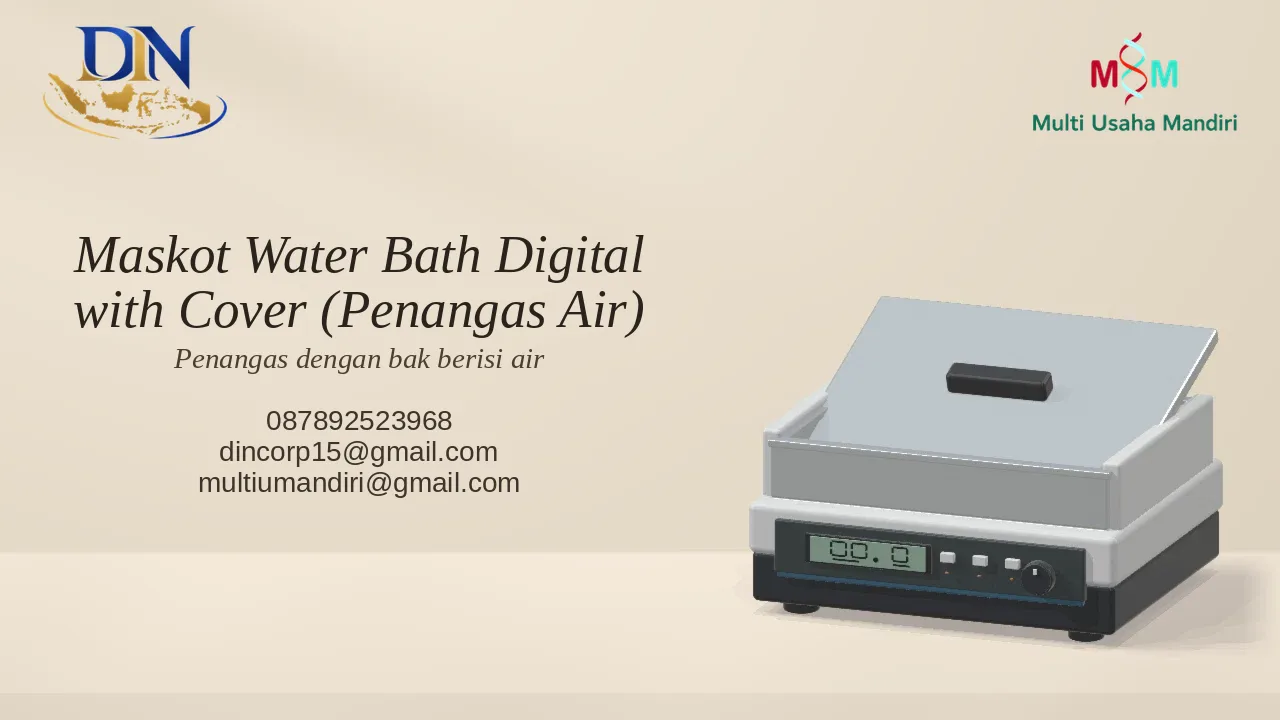 DN
M M
Multi Usaha Mandiri
Maskot Water Bath Digital
with Cover (Penangas Air)
Penangas dengan bak berisi air
087892523968
dincorp15@gmail.com
multiumandiri@gmail.com
00.0